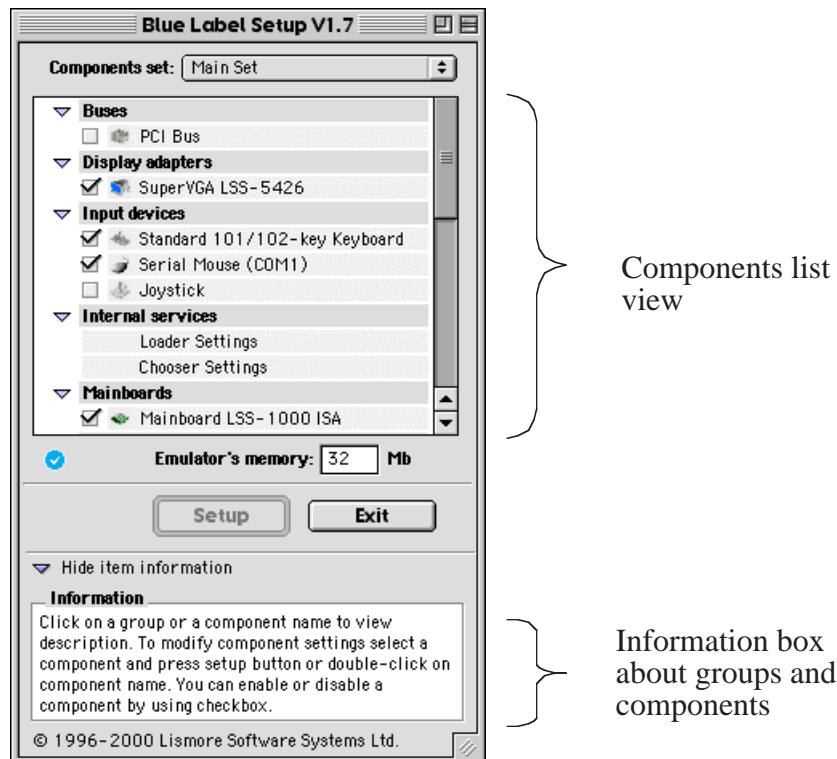 Blue Label Setup V1.7
Components set: Main Set
Buses
PCI Bus
Display adapters
SuperVGA LSS-5426
Input devices
Standard 101/102-key Keyboard
Serial Mouse (COM1)
Joystick
Internal services
Loader Settings
Chooser Settings
Mainboards
Mainboard LSS-1000 ISA
Emulator's memory: 32 Mb
Setup Exit
Hide item information
Information
Click on a group or a component name to view
description. To modify component settings select a
component and press setup button or double-click on
component name. You can enable or disable a
component by using checkbox.
© 1996-2000 Lismore Software Systems Ltd.
Components list
view
Information box
about groups and
components